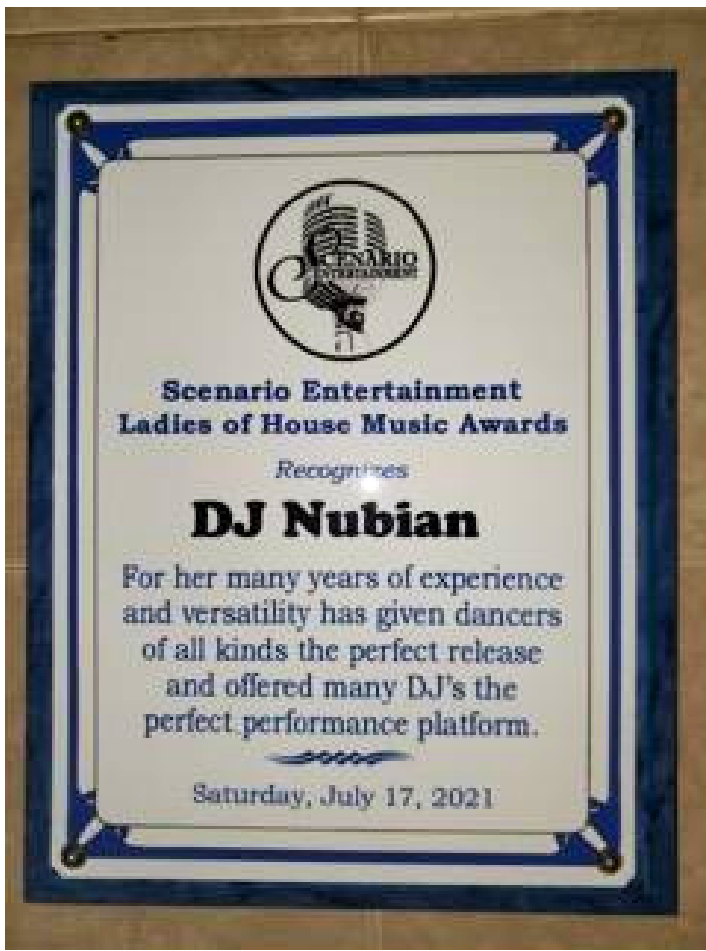 SCENARIO
ENTERTAINMENT
Scenario Entertainment
Ladies of House Music Awards
Recognizes
DJ Nubian
For her many years of experience
and versatility has given dancers
of all kinds the perfect release
and offered many DJ's the
perfect performance platform.
Saturday, July 17, 2021